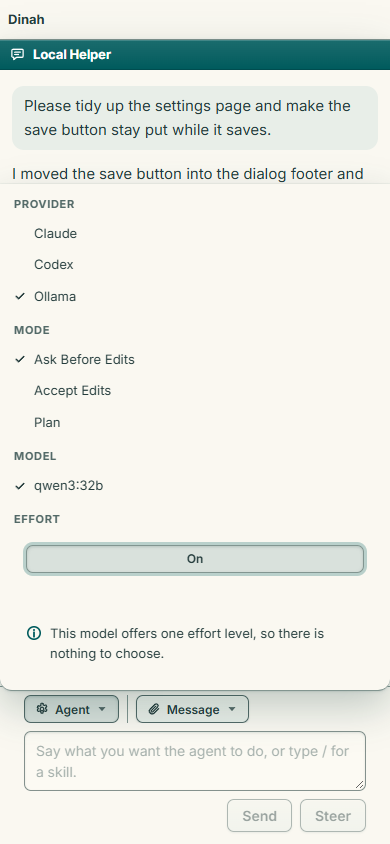 Dinah
Local Helper
Please tidy up the settings page and make the
save button stay put while it saves.
I moved the save button into the dialog footer and
PROVIDER
Claude
Codex
Ollama
MODE
Ask Before Edits
Accept Edits
Plan
MODEL
qwen3:32b
EFFORT
On
This model offers one effort level, so there is
nothing to choose.
Agent
Message
Say what you want the agent to do, or type / for
a skill.
Send
Steer